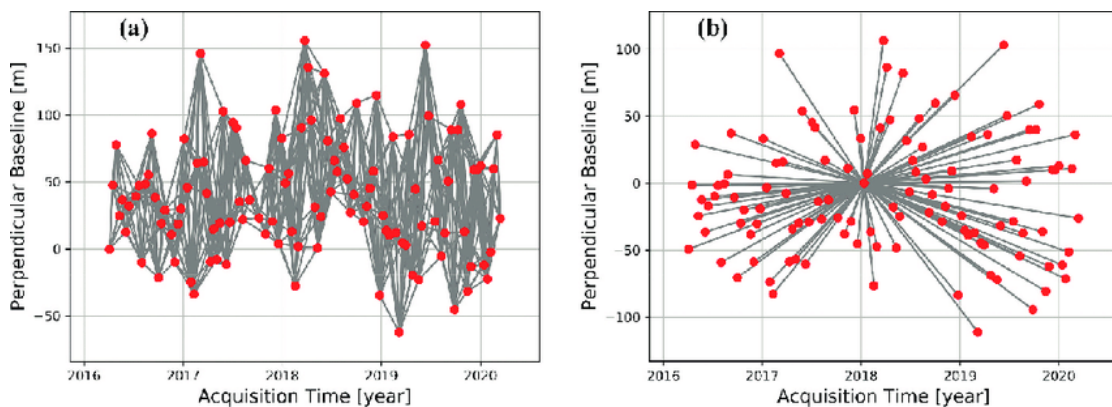 (a)
Perpendicular Baseline [m]
150
100
50
0
−50
2016 2017 2018 2019 2020
Acquisition Time [year]
(b)
Perpendicular Baseline [m]
100
50
0
−50
−100
2016 2017 2018 2019 2020
Acquisition Time [year]